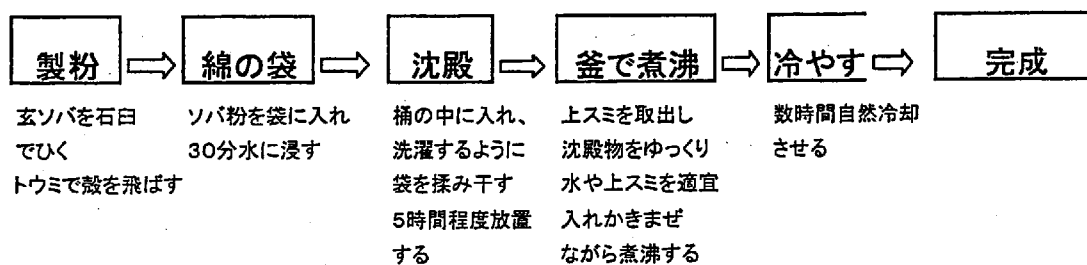 製粉 ⇨ 綿の袋 ⇨ 沈殿 ⇨ 釜で煮沸 ⇨ 冷やす ⇨ 完成
玄ソバを石臼
でひく
トウミで殻を飛ばす
ソバ粉を袋に入れ
30分水に浸す
桶の中に入れ、
洗濯するように
袋を揉み干す
5時間程度放置
する
上スミを取出し
沈殿物をゆっくり
水や上スミを適宜
入れかきまぜ
ながら煮沸する
数時間自然冷却
させる